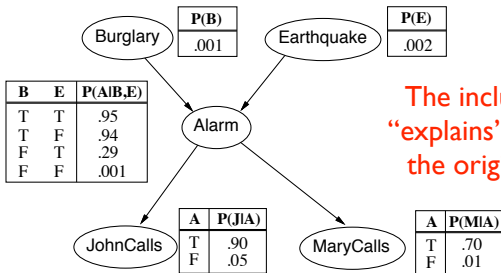 P(B)
.001
Burglary
P(E)
.002
Earthquake
B E P(A|B,E)
T T .95
T F .94
F T .29
F F .001
Alarm
The inclu
“explains”
the orig
A P(J|A)
T .90
F .05
JohnCalls
A P(M|A)
T .70
F .01
MaryCalls